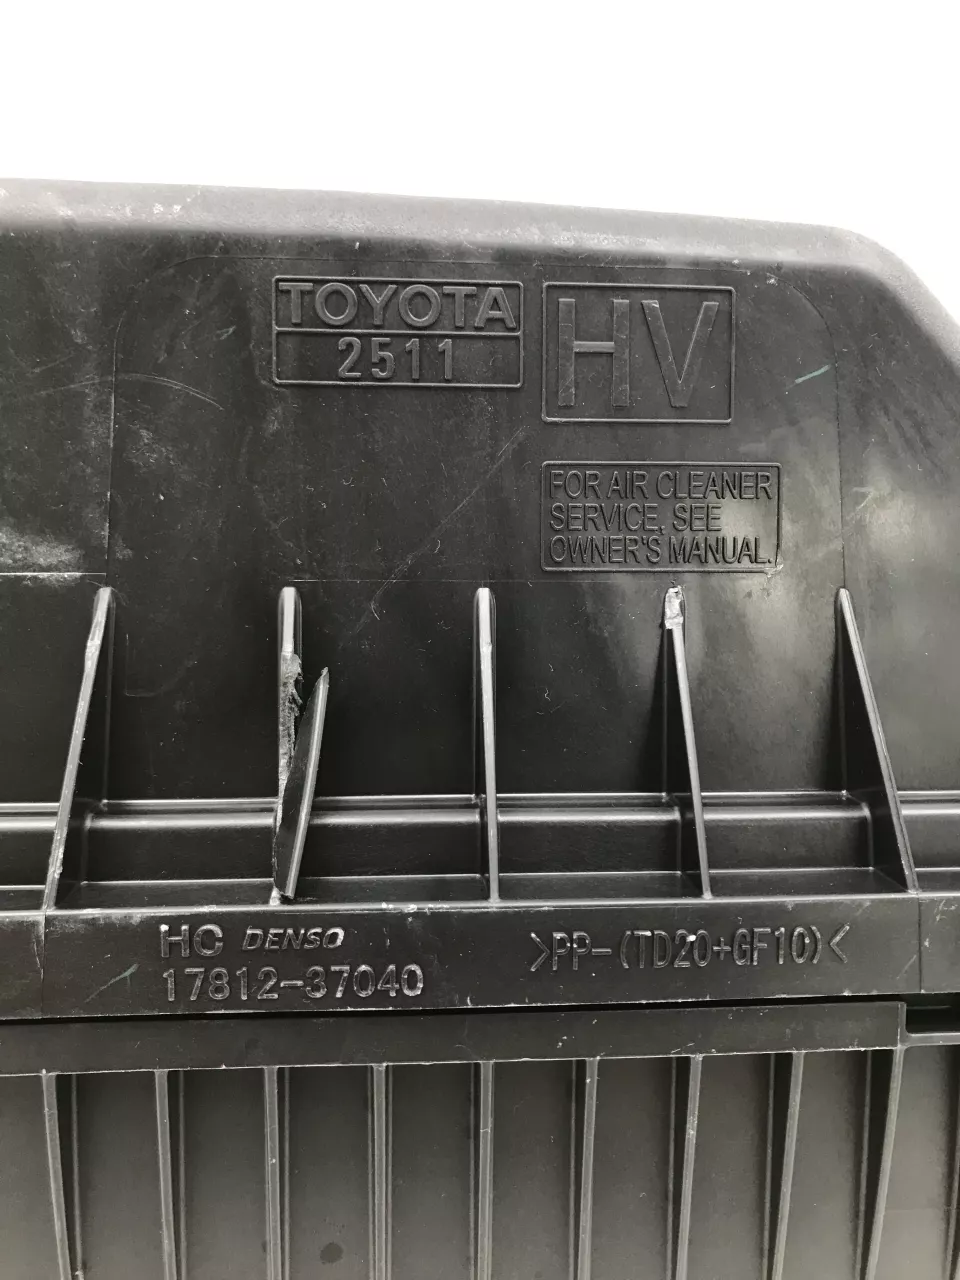 TOYOTA
2511
HV
FOR AIR CLEANER
SERVICE, SEE
OWNER'S MANUAL.
HC DENSO
17812-37040
>PP-(TD20+GF10)<